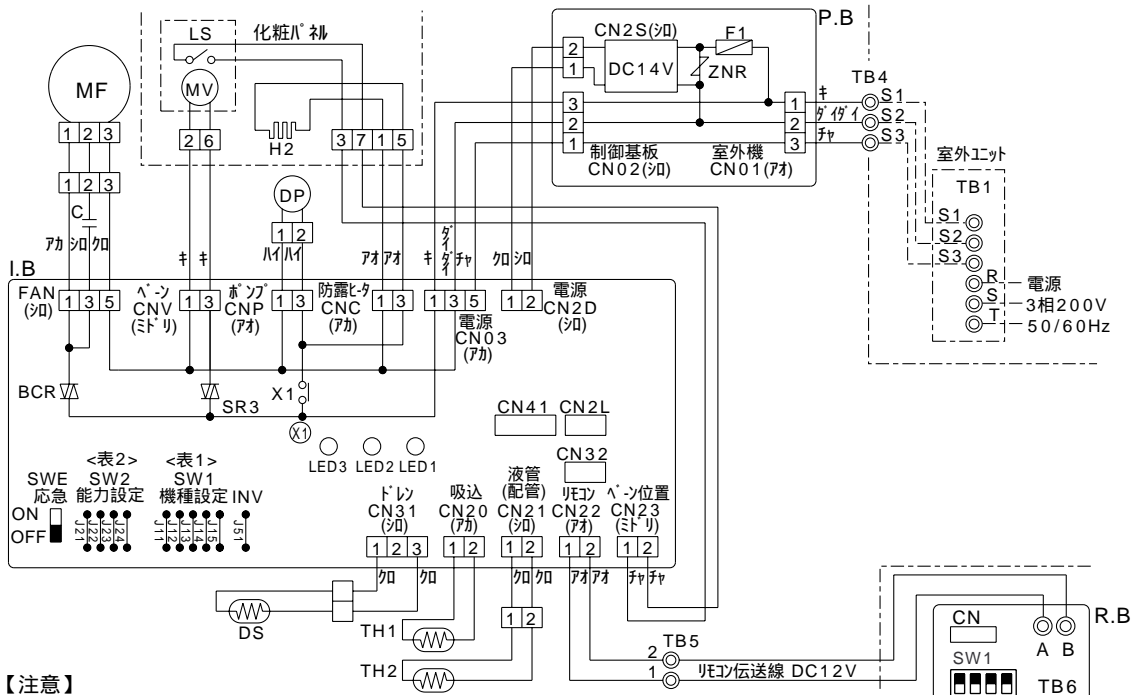 LS
化粧パネル
MF
MV
1 2 3
2 6
H2
3 7 1 5
1 2 3
C
DP
1 2
アカ シロ クロ
キ キ
ハイ ハイ
アオ アオ
キ ダイダイ チャ
クロ シロ
P.B
CN2S(シロ)
F1
2
1
DC14V
ZNR
3
2
1
制御基板
CN02(シロ)
室外機
CN01(アオ)
1
2
3
キ
ダイダイ
チャ
TB4
S1
S2
S3
室外ユニット
TB1
S1
S2
S3
R
S
T
電源
3相200V
50/60Hz
I.B
FAN
(シロ)
1 3 5
ベーン
CNV
(ミドリ)
1 3
ポンプ
CNP
(アオ)
1 3
防露ヒータ
CNC
(アカ)
1 3
1 3 5
電源
CN03
(アカ)
1 2
電源
CN2D
(シロ)
BCR
SR3
X1
X1
LED3 LED2 LED1
CN41
CN2L
CN32
SWE
応急
ON
OFF
<表2>
SW2
能力設定
J21
J22
J23
J24
<表1>
SW1
機種設定
J11
J12
J13
J14
J15
INV
J51
ドレン
CN31
(シロ)
1 2 3
吸込
CN20
(アカ)
1 2
液管
(配管)
CN21
(シロ)
1 2
リモコン
CN22
(アオ)
1 2
ベーン位置
CN23
(ミドリ)
1 2
クロ
クロ
クロ クロ
アオ アオ
チャ チャ
DS
TH1
1 2
TH2
TB5
2
1
リモコン伝送線 DC12V
R.B
CN
A B
SW1
TB6
【注意】